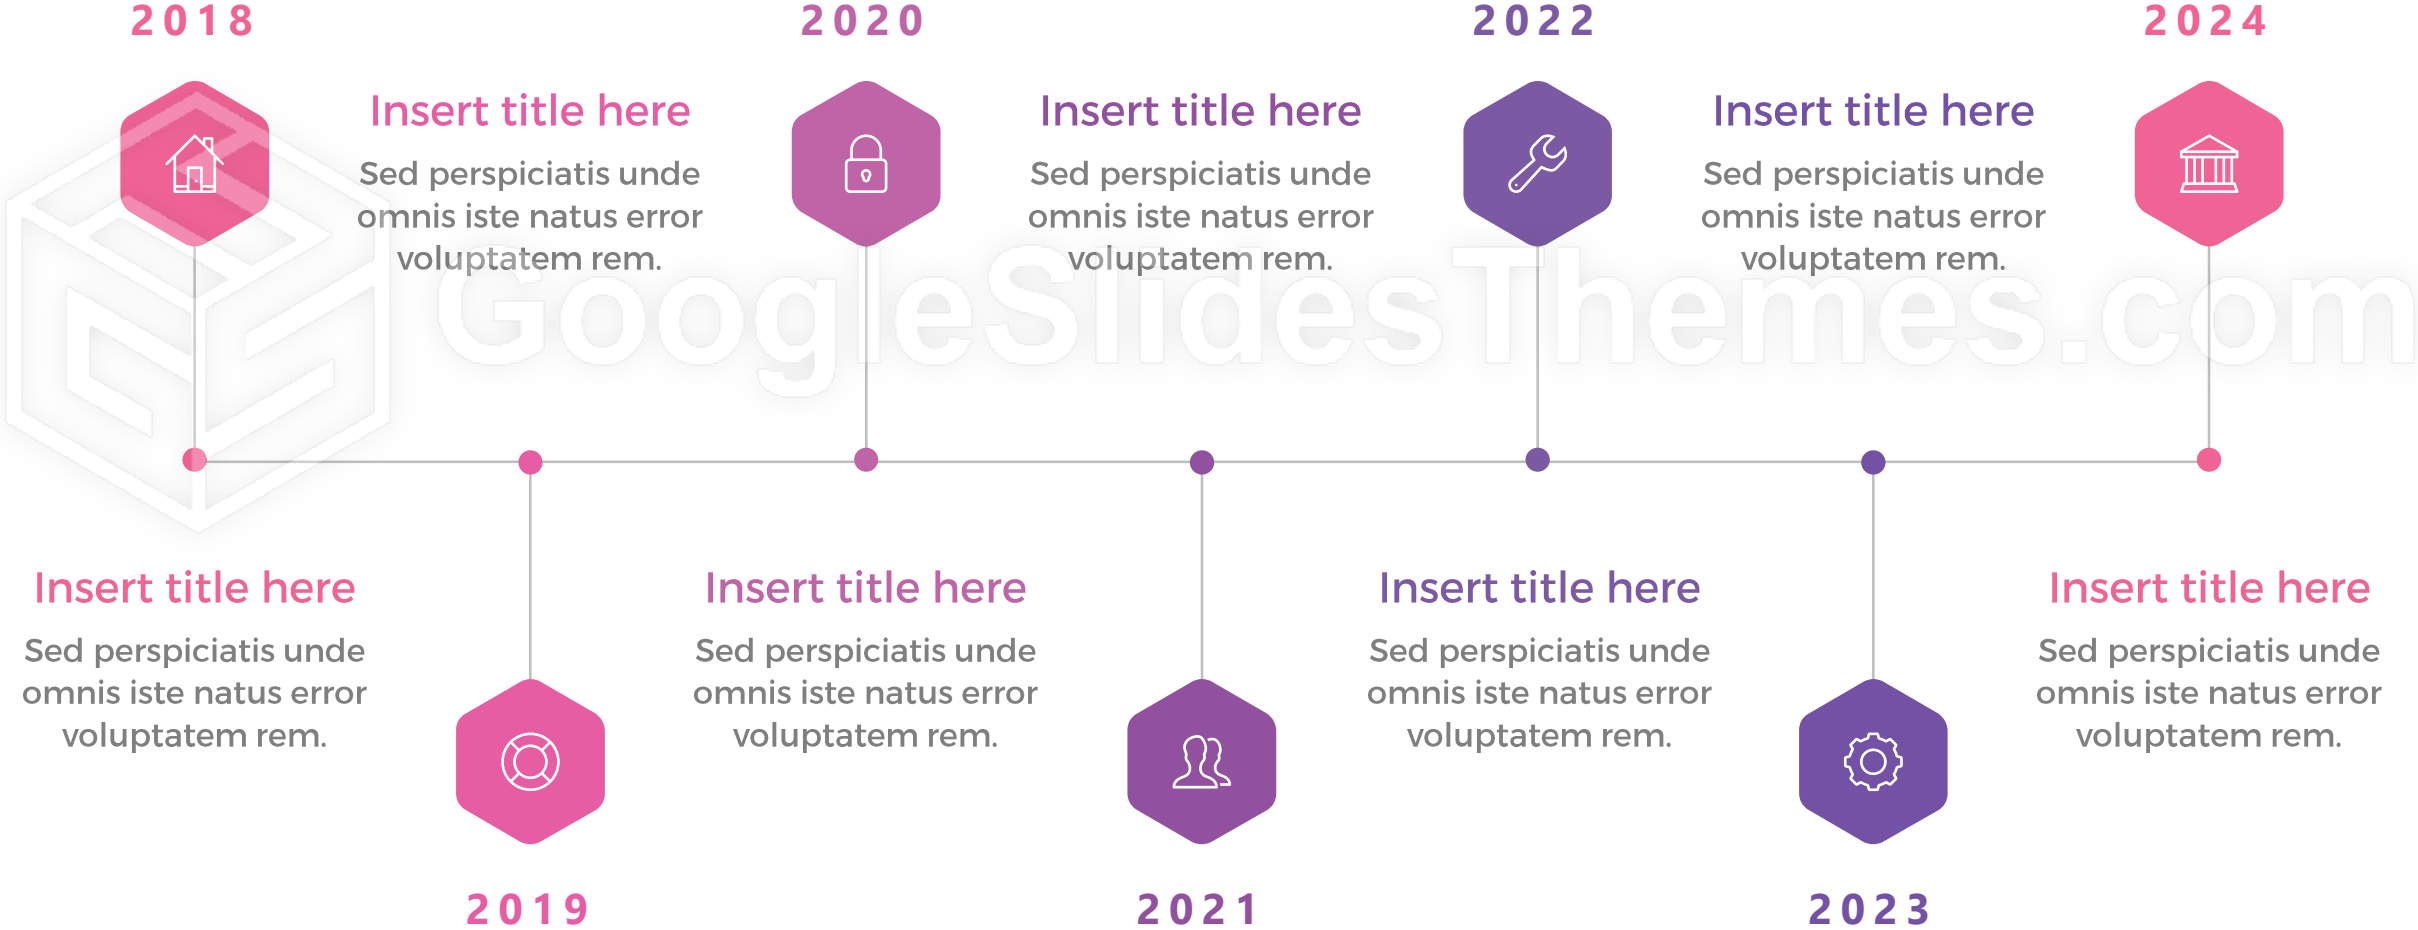 2018
2020
2022
2024
Insert title here
Sed perspiciatis unde
omnis iste natus error
voluptatem rem.
Insert title here
Sed perspiciatis unde
omnis iste natus error
voluptatem rem.
Insert title here
Sed perspiciatis unde
omnis iste natus error
voluptatem rem.
GoogleSlidesThemes.com
Insert title here
Sed perspiciatis unde
omnis iste natus error
voluptatem rem.
Insert title here
Sed perspiciatis unde
omnis iste natus error
voluptatem rem.
Insert title here
Sed perspiciatis unde
omnis iste natus error
voluptatem rem.
Insert title here
Sed perspiciatis unde
omnis iste natus error
voluptatem rem.
2019
2021
2023